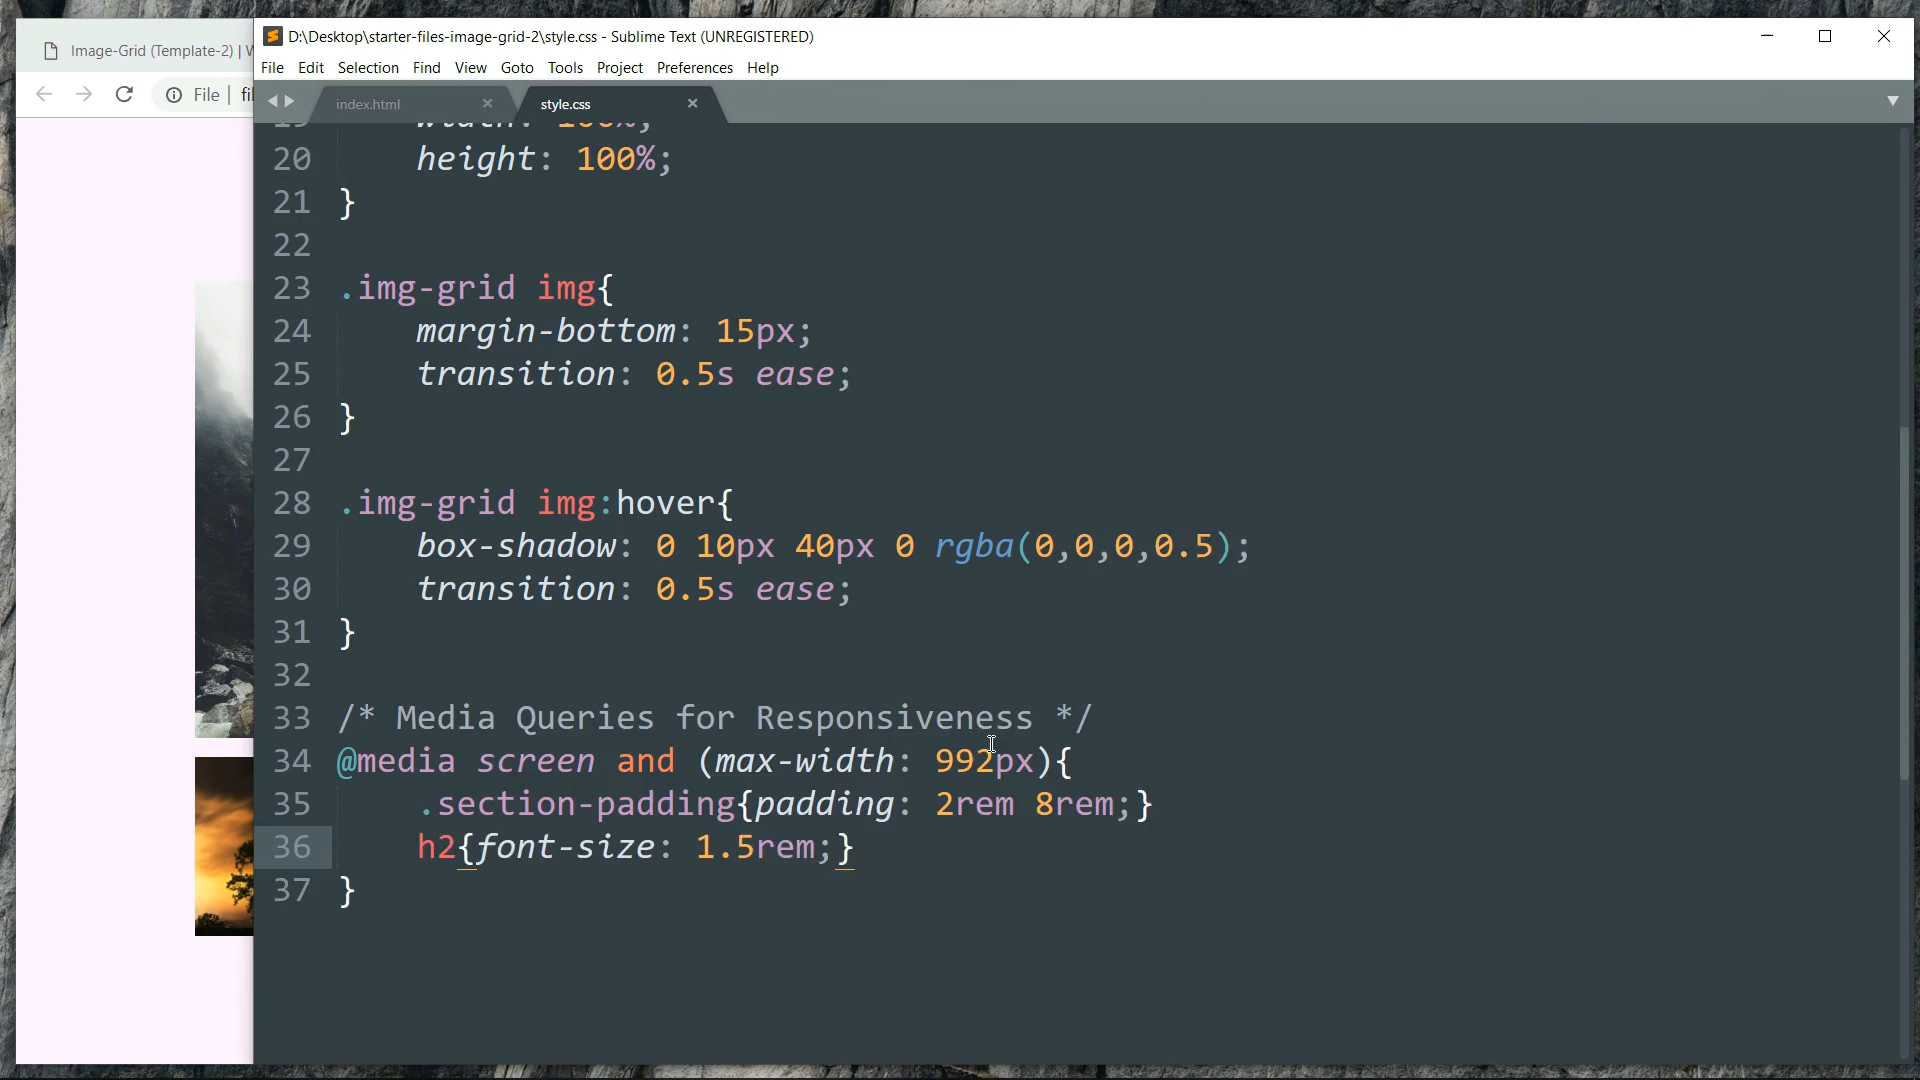 Image-Grid (Template-2) | W
File | fil
D:\Desktop\starter-files-image-grid-2\style.css - Sublime Text (UNREGISTERED)
File Edit Selection Find View Goto Tools Project Preferences Help
index.html style.css
19 width: 100%;
20 height: 100%;
21 }
22
23 .img-grid img{
24 margin-bottom: 15px;
25 transition: 0.5s ease;
26 }
27
28 .img-grid img:hover{
29 box-shadow: 0 10px 40px 0 rgba(0,0,0,0.5);
30 transition: 0.5s ease;
31 }
32
33 /* Media Queries for Responsiveness */
34 @media screen and (max-width: 992px){
35 .section-padding{padding: 2rem 8rem;}
36 h2{font-size: 1.5rem;}
37 }